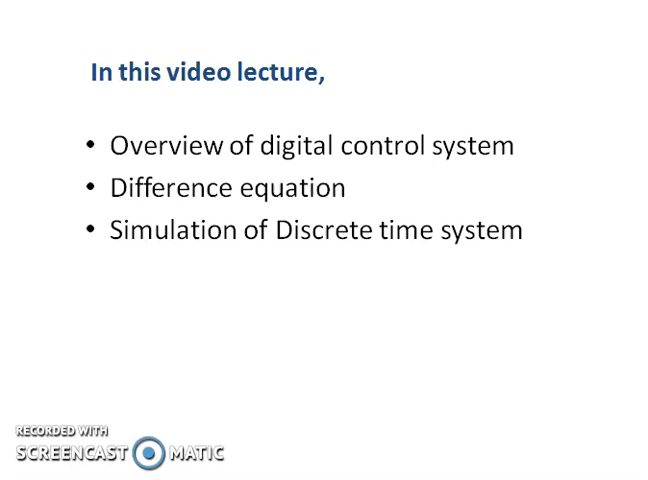 In this video lecture,
• Overview of digital control system
• Difference equation
• Simulation of Discrete time system
RECORDED WITH
SCREENCAST MATIC